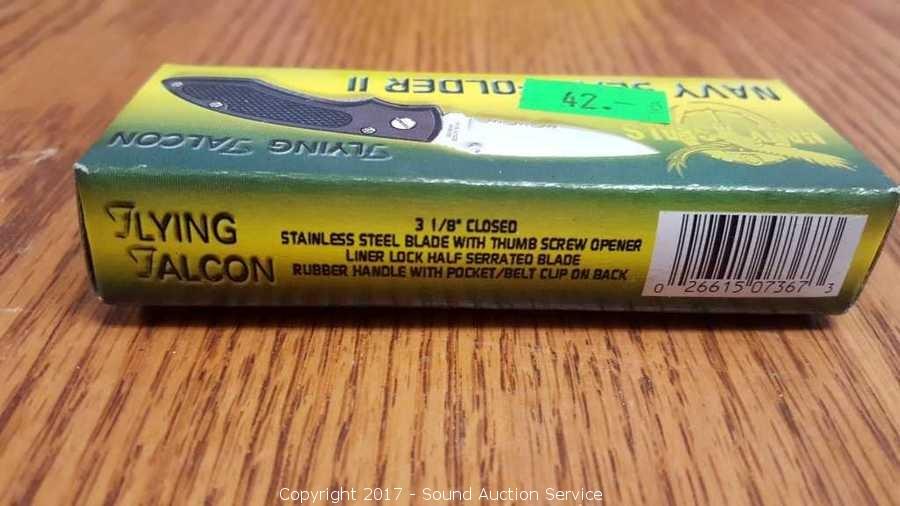 NAVY SEAL FOLDER II
42.-
FLYING FALCON
FLYING
FALCON
3 1/8" CLOSED
STAINLESS STEEL BLADE WITH THUMB SCREW OPENER
LINER LOCK HALF SERRATED BLADE
RUBBER HANDLE WITH POCKET/BELT CLIP ON BACK
0 26615 07367 3
Copyright 2017 - Sound Auction Service